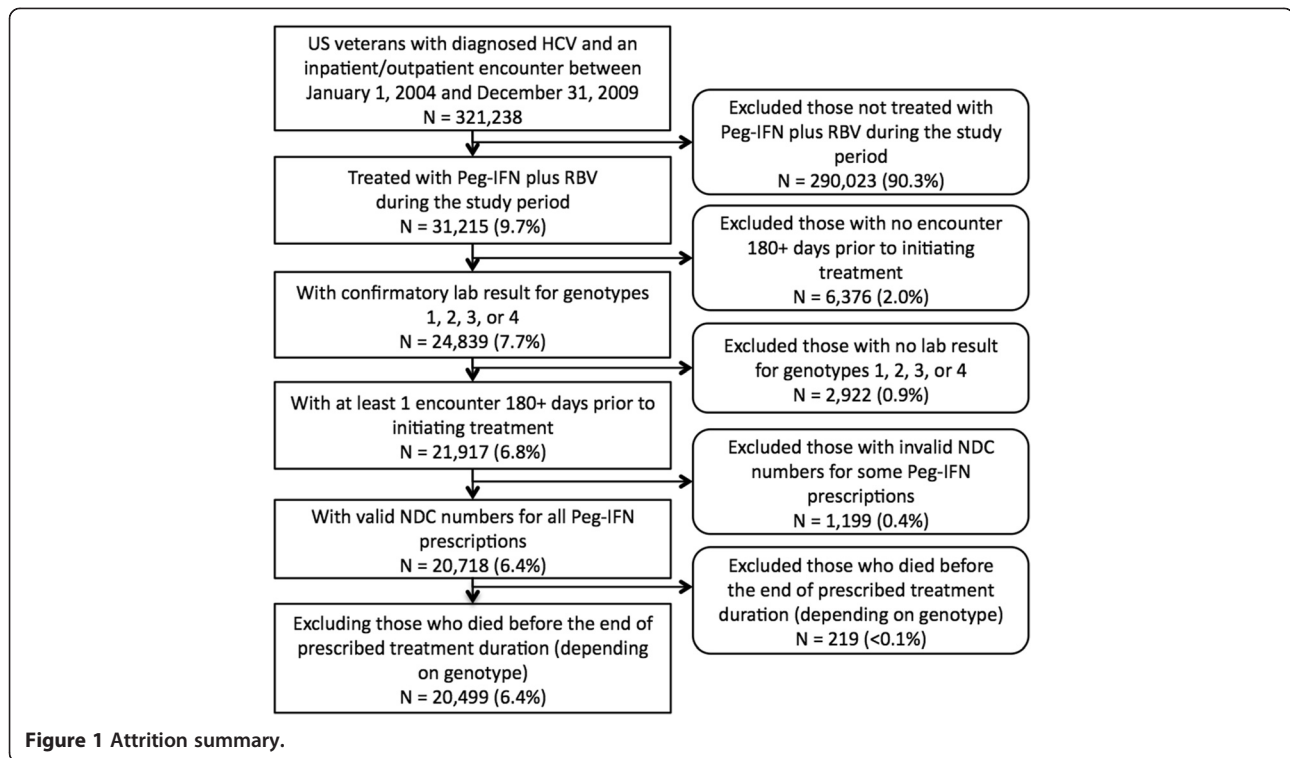 US veterans with diagnosed HCV and an
inpatient/outpatient encounter between
January 1, 2004 and December 31, 2009
N = 321,238
Excluded those not treated with
Peg-IFN plus RBV during the study
period
N = 290,023 (90.3%)
Treated with Peg-IFN plus RBV
during the study period
N = 31,215 (9.7%)
Excluded those with no encounter
180+ days prior to initiating
treatment
N = 6,376 (2.0%)
With confirmatory lab result for genotypes
1, 2, 3, or 4
N = 24,839 (7.7%)
Excluded those with no lab result
for genotypes 1, 2, 3, or 4
N = 2,922 (0.9%)
With at least 1 encounter 180+ days prior to
initiating treatment
N = 21,917 (6.8%)
Excluded those with invalid NDC
numbers for some Peg-IFN
prescriptions
N = 1,199 (0.4%)
With valid NDC numbers for all Peg-IFN
prescriptions
N = 20,718 (6.4%)
Excluded those who died before
the end of prescribed treatment
duration (depending on genotype)
N = 219 (<0.1%)
Excluding those who died before the end of
prescribed treatment duration (depending
on genotype)
N = 20,499 (6.4%)
Figure 1 Attrition summary.